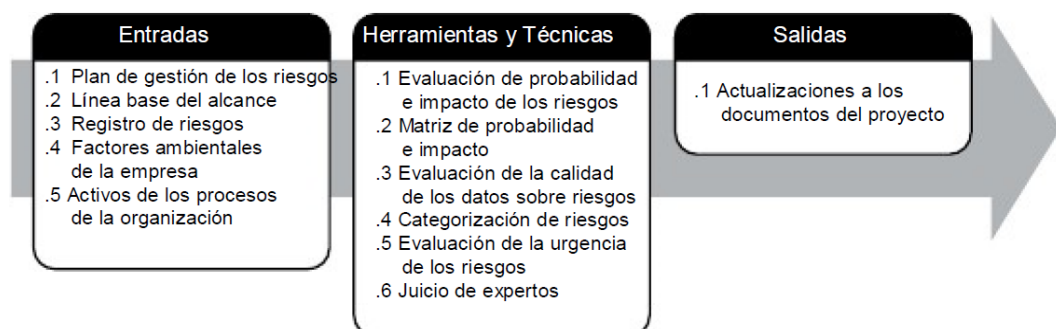 Entradas
.1 Plan de gestión de los riesgos
.2 Línea base del alcance
.3 Registro de riesgos
.4 Factores ambientales
de la empresa
.5 Activos de los procesos
de la organización
Herramientas y Técnicas
.1 Evaluación de probabilidad
e impacto de los riesgos
.2 Matriz de probabilidad
e impacto
.3 Evaluación de la calidad
de los datos sobre riesgos
.4 Categorización de riesgos
.5 Evaluación de la urgencia
de los riesgos
.6 Juicio de expertos
Salidas
.1 Actualizaciones a los
documentos del proyecto